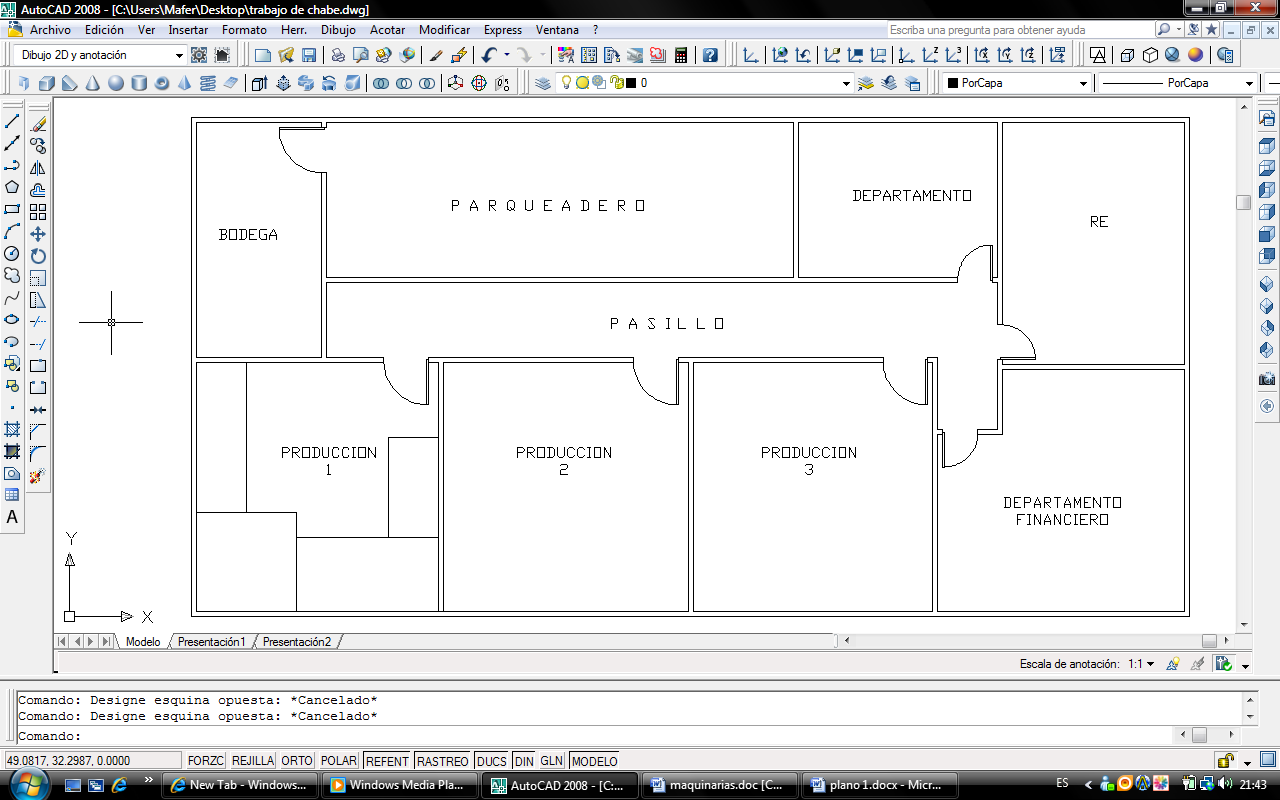 AutoCAD 2008 - [C:\Users\Mafer\Desktop\trabajo de chabe.dwg]
Archivo Edición Ver Insertar Formato Herr. Dibujo Acotar Modificar Express Ventana ? Escriba una pregunta para obtener ayuda
Dibujo 2D y anotación
0 PorCapa PorCapa
PARQUEADERO
DEPARTAMENTO
RE
BODEGA
PASILLO
PRODUCCION
1
PRODUCCION
2
PRODUCCION
3
DEPARTAMENTO
FINANCIERO
Y
X
A
Modelo Presentación1 Presentación2
Escala de anotación: 1:1
Comando: Designe esquina opuesta: *Cancelado*
Comando: Designe esquina opuesta: *Cancelado*
Comando:
49.0817, 32.2987, 0.0000 FORZC REJILLA ORTO POLAR REFENT RASTREO DUCS DIN GLN MODELO
New Tab - Windows... Windows Media Pla... AutoCAD 2008 - [C:... maquinarias.doc [C... plano 1.docx - Micr... ES 21:43